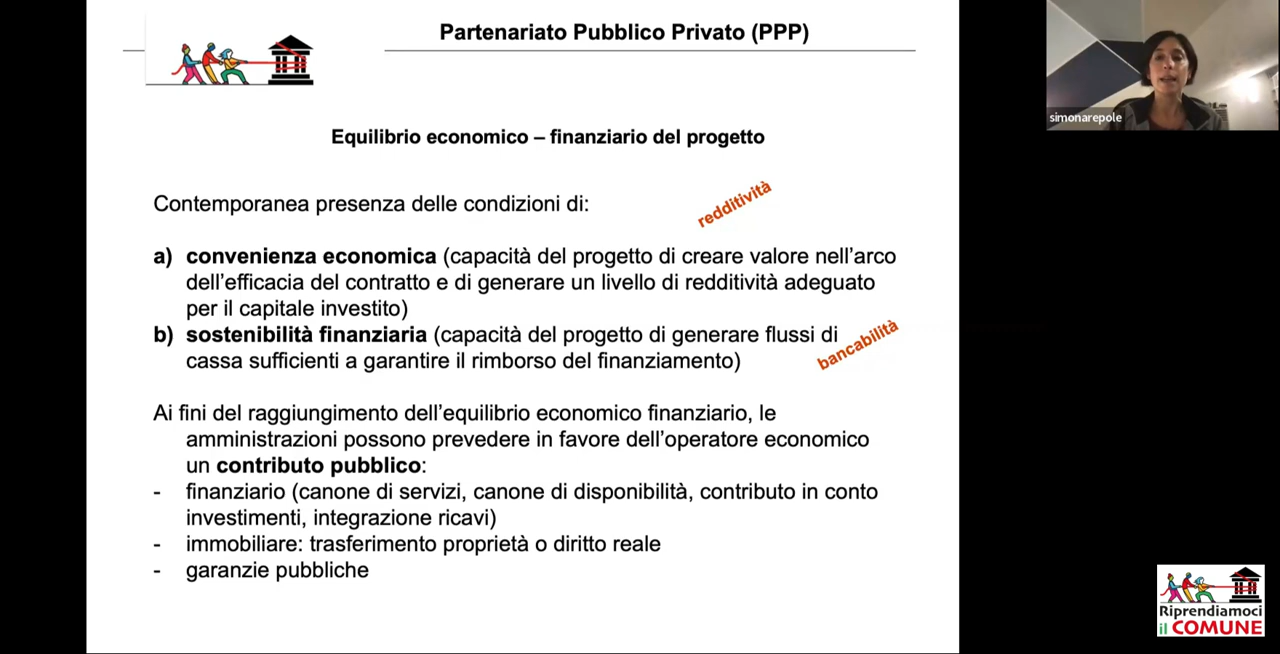 Partenariato Pubblico Privato (PPP)
simonarepole
Equilibrio economico – finanziario del progetto
redditività
Contemporanea presenza delle condizioni di:
a) convenienza economica (capacità del progetto di creare valore nell'arco
dell'efficacia del contratto e di generare un livello di redditività adeguato
per il capitale investito)
b) sostenibilità finanziaria (capacità del progetto di generare flussi di
cassa sufficienti a garantire il rimborso del finanziamento)
bancabilità
Ai fini del raggiungimento dell'equilibrio economico finanziario, le
amministrazioni possono prevedere in favore dell'operatore economico
un contributo pubblico:
- finanziario (canone di servizi, canone di disponibilità, contributo in conto
investimenti, integrazione ricavi)
- immobiliare: trasferimento proprietà o diritto reale
- garanzie pubbliche
Riprendiamoci
il COMUNE